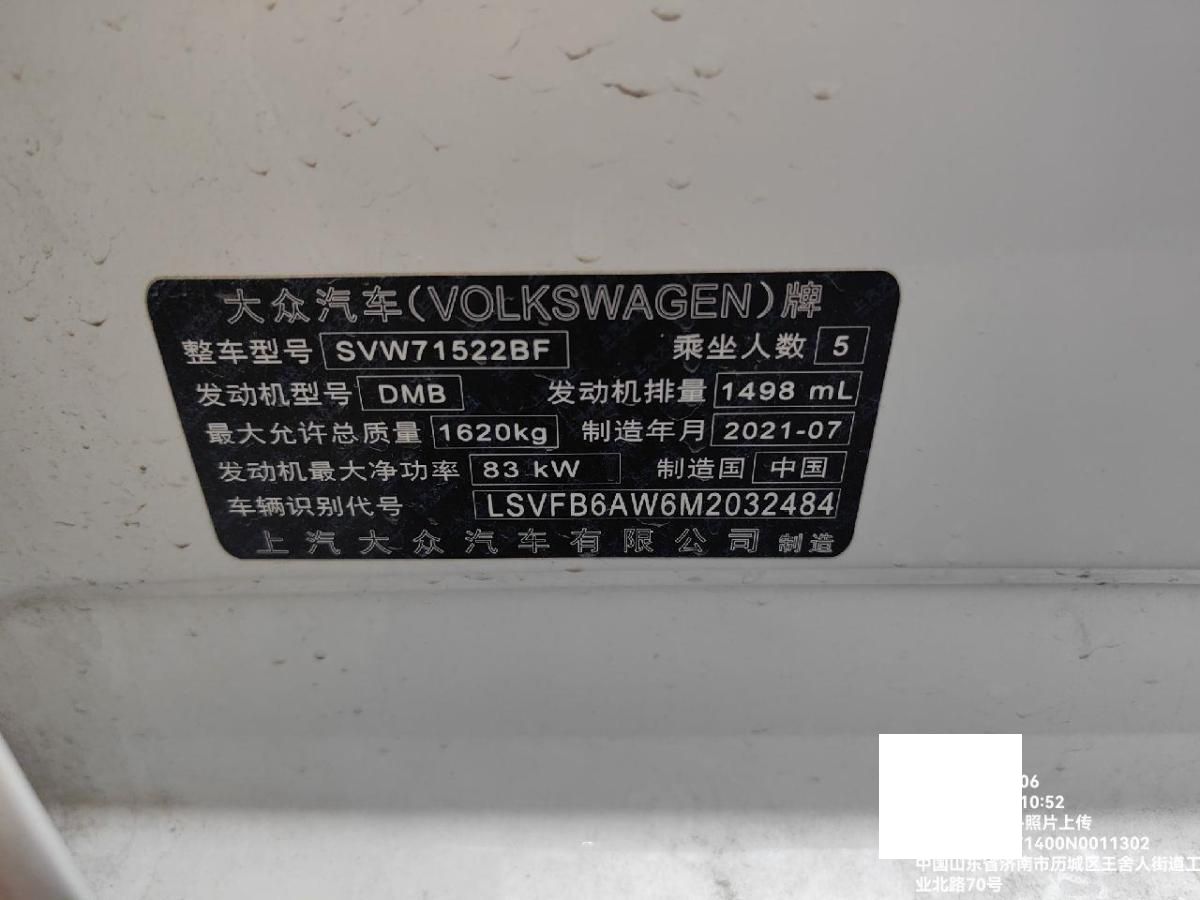 大众汽车(VOLKSWAGEN)牌
整车型号 SVW71522BF 乘坐人数 5
发动机型号 DMB 发动机排量 1498 mL
最大允许总质量 1620kg 制造年月 2021-07
发动机最大净功率 83 kW 制造国 中国
车辆识别代号 LSVFB6AW6M2032484
上汽大众汽车有限公司 制造
06
10:52
照片上传
1400N0011302
中国山东省济南市历城区王舍人街道工
业北路70号